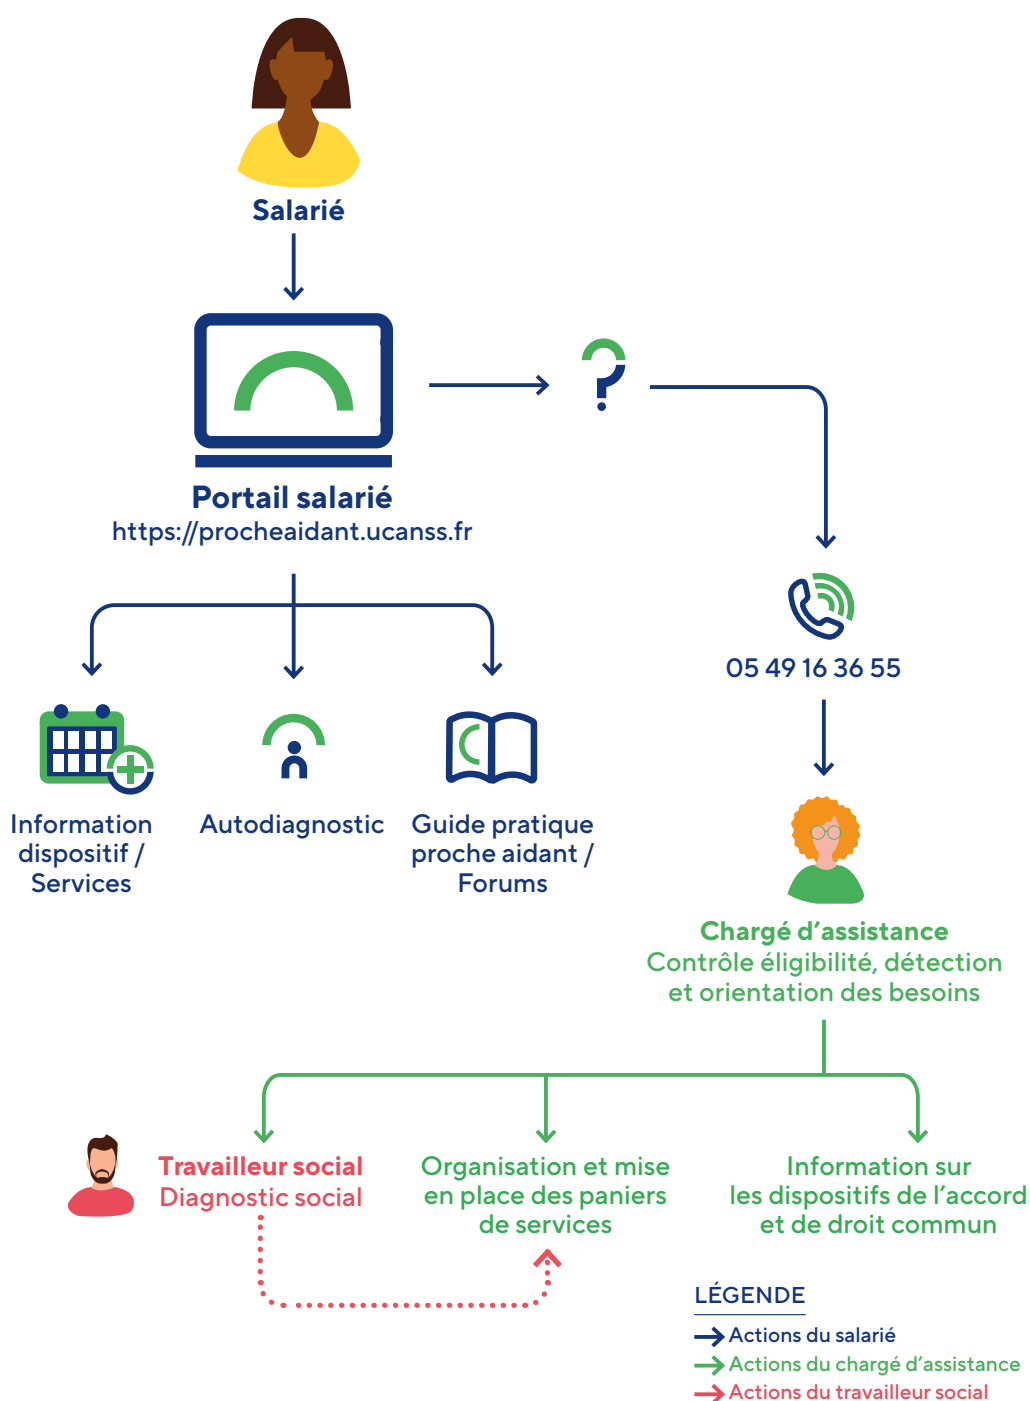 Salarié
Portail salarié
https://procheaidant.ucanss.fr
05 49 16 36 55
Information
dispositif /
Services
Autodiagnostic
Guide pratique
proche aidant /
Forums
Chargé d'assistance
Contrôle éligibilité, détection
et orientation des besoins
Travailleur social
Diagnostic social
Organisation et mise
en place des paniers
de services
Information sur
les dispositifs de l'accord
et de droit commun
LÉGENDE
Actions du salarié
Actions du chargé d'assistance
Actions du travailleur social